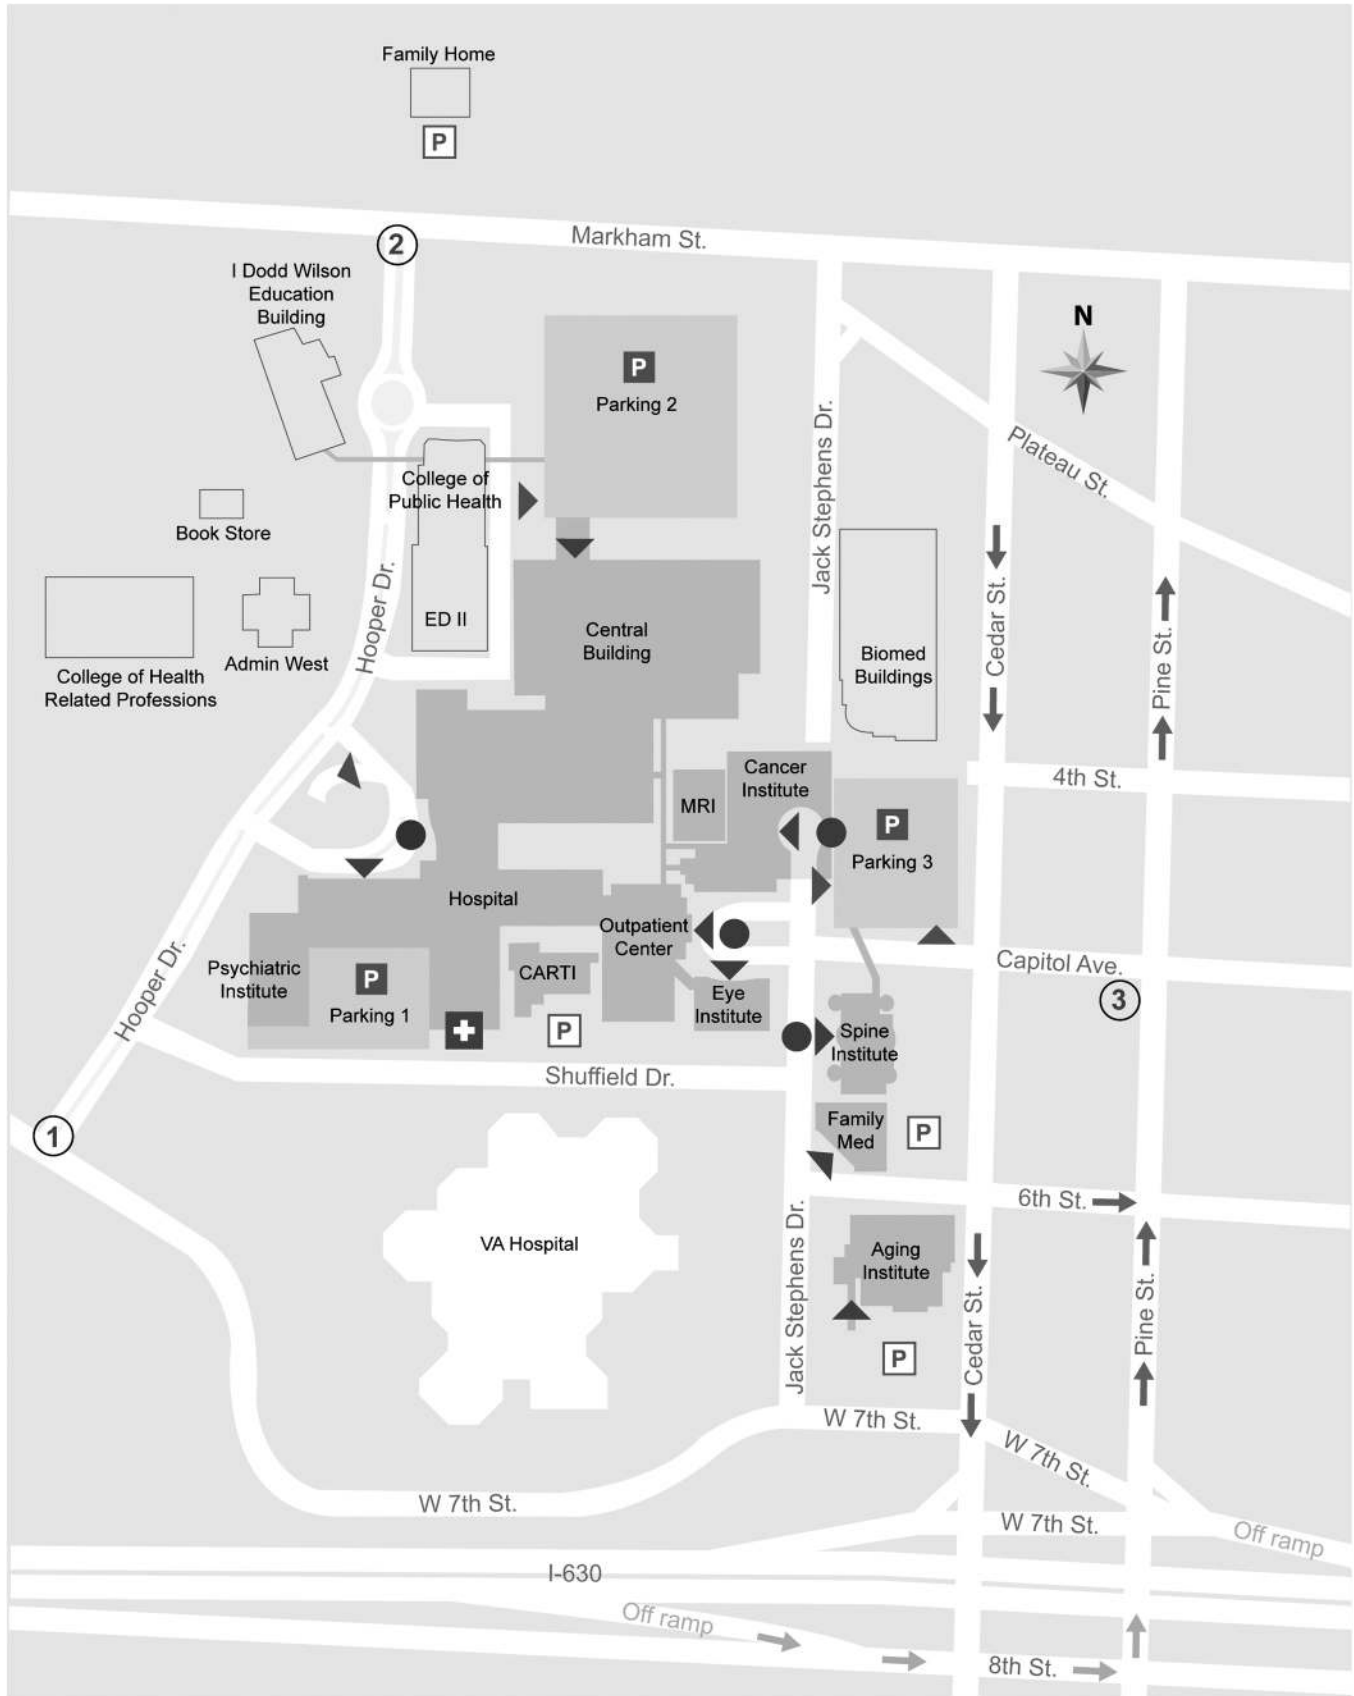 Family Home
P
2
Markham St.
I Dodd Wilson
Education
Building
N
P
Parking 2
Jack Stephens Dr.
Plateau St.
College of
Public Health
Book Store
Hooper Dr.
ED II
Central
Building
Biomed
Buildings
Cedar St.
Pine St.
Admin West
College of Health
Related Professions
Cancer
Institute
MRI
4th St.
P
Parking 3
Hospital
Outpatient
Center
Capitol Ave.
3
Psychiatric
Institute
P
Parking 1
CARTI
P
Eye
Institute
Spine
Institute
Hooper Dr.
Shuffield Dr.
1
Family
Med
P
6th St.
VA Hospital
Jack Stephens Dr.
Aging
Institute
P
Cedar St.
Pine St.
W 7th St.
W 7th St.
W 7th St.
W 7th St.
Off ramp
I-630
Off ramp
8th St.